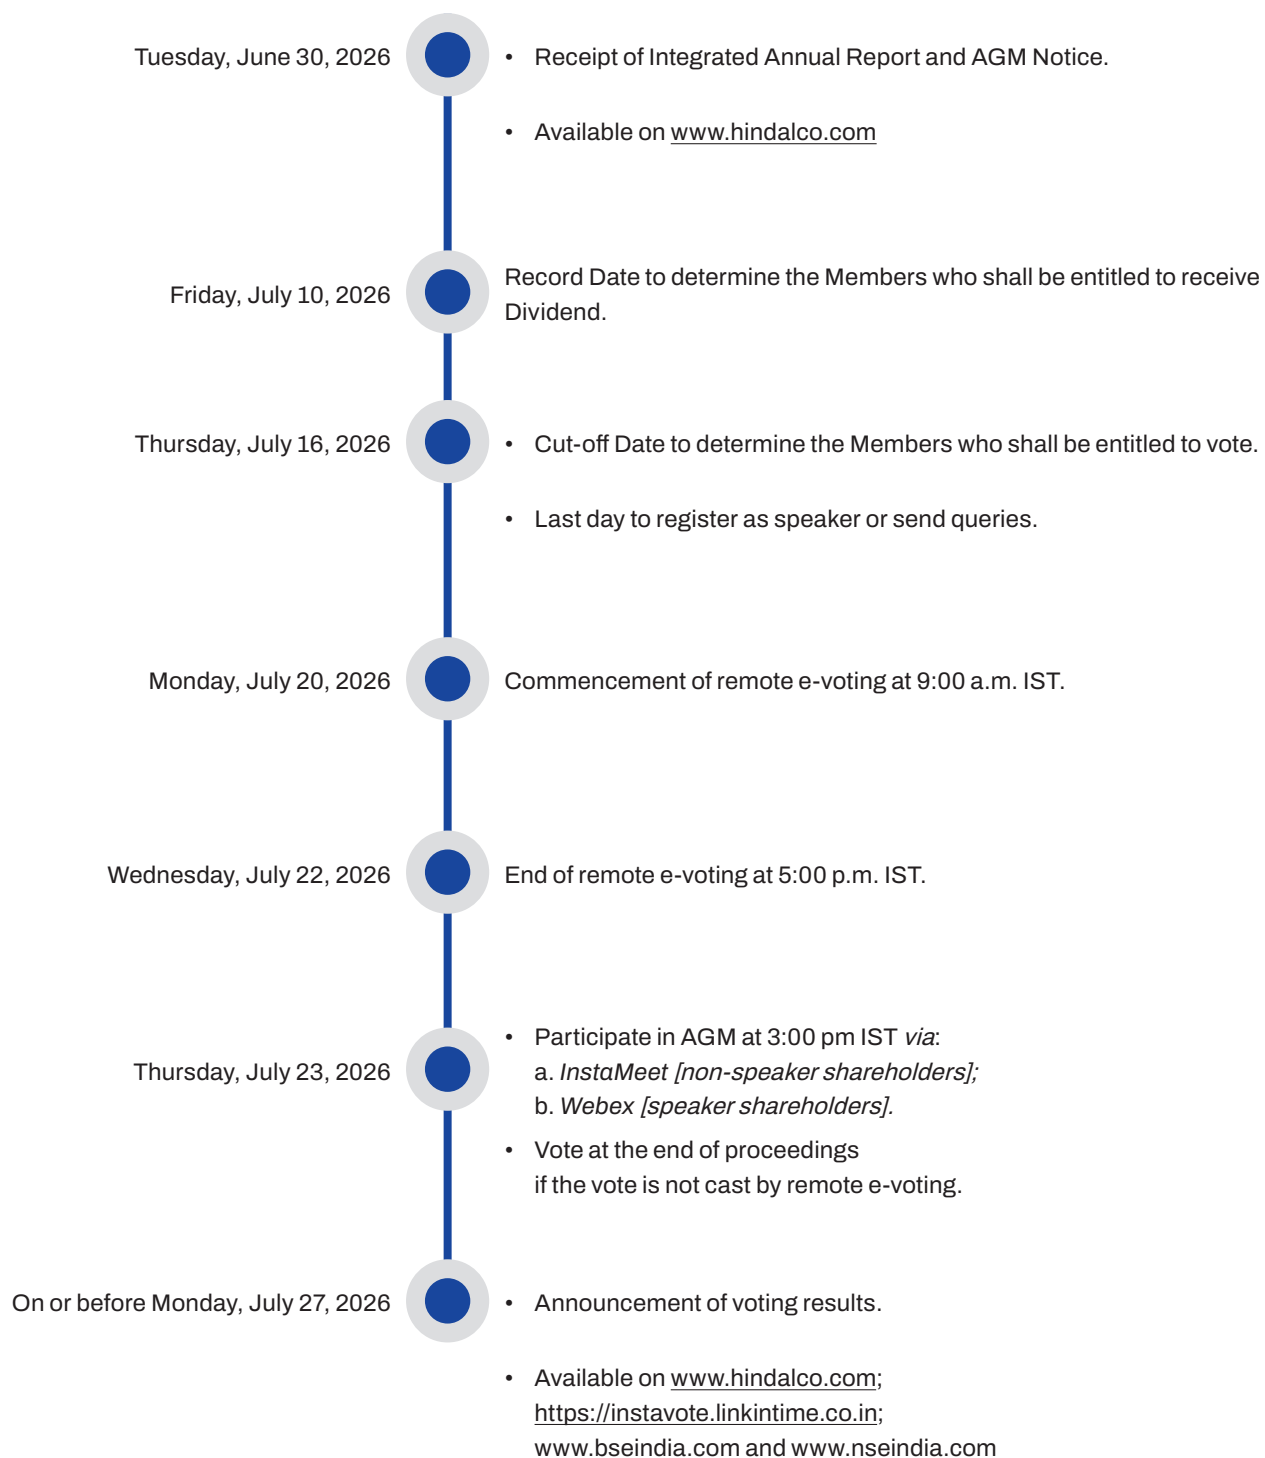 Tuesday, June 30, 2026
• Receipt of Integrated Annual Report and AGM Notice.
• Available on www.hindalco.com
Friday, July 10, 2026
Record Date to determine the Members who shall be entitled to receive
Dividend.
Thursday, July 16, 2026
• Cut-off Date to determine the Members who shall be entitled to vote.
• Last day to register as speaker or send queries.
Monday, July 20, 2026
Commencement of remote e-voting at 9:00 a.m. IST.
Wednesday, July 22, 2026
End of remote e-voting at 5:00 p.m. IST.
Thursday, July 23, 2026
• Participate in AGM at 3:00 pm IST via:
a. InstaMeet [non-speaker shareholders];
b. Webex [speaker shareholders].
• Vote at the end of proceedings
if the vote is not cast by remote e-voting.
On or before Monday, July 27, 2026
• Announcement of voting results.
• Available on www.hindalco.com;
https://instavote.linkintime.co.in;
www.bseindia.com and www.nseindia.com